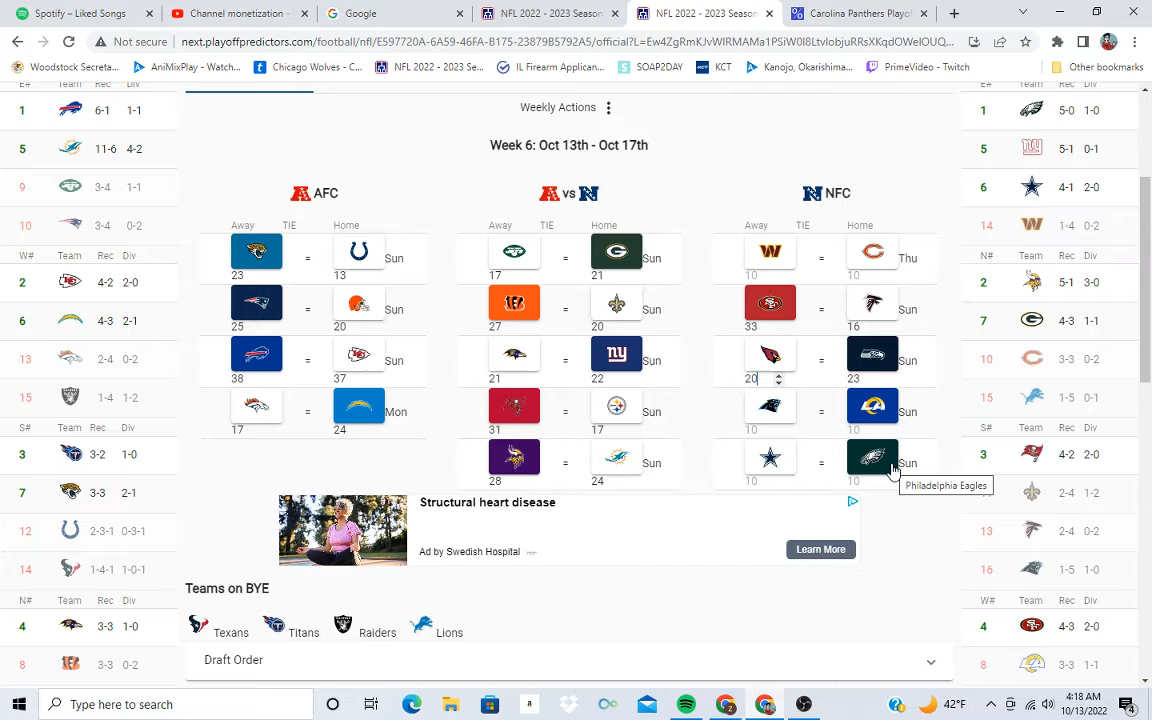 Spotify – Liked Songs
Channel monetization -
Google
NFL 2022 - 2023 Season
NFL 2022 - 2023 Season
Carolina Panthers Playof
Not secure
next.playoffpredictors.com/football/nfl/E597720A-6A59-46FA-B175-23879B5792A5/official?L=Ew4ZgRmKJvWIRMAMa1PSiW0I8LtvIobjuRRsXKqdOWeIOUQ...
Woodstock Secreta...
AniMixPlay - Watch...
Chicago Wolves - C...
NFL 2022 - 2023 Se...
IL Firearm Applican...
SOAP2DAY
KCT
Kanojo, Okarishima...
PrimeVideo - Twitch
Other bookmarks
E# Team Rec Div
1 6-1 1-1
5 11-6 4-2
9 3-4 1-1
10 3-4 0-2
W# Team Rec Div
2 4-2 2-0
6 4-3 2-1
13 2-4 0-2
15 1-4 1-2
S# Team Rec Div
3 3-2 1-0
7 3-3 2-1
12 2-3-1 0-3-1
14 1-4-1 1-0-1
N# Team Rec Div
4 3-3 1-0
8 3-3 0-2
Weekly Actions
Week 6: Oct 13th - Oct 17th
AFC
Away TIE Home
= Sun
23 13
= Sun
25 20
= Sun
38 37
= Mon
17 24
vs
Away TIE Home
= Sun
17 21
= Sun
27 20
= Sun
21 22
= Sun
31 17
= Sun
28 24
NFC
Away TIE Home
= Thu
10 10
= Sun
33 16
= Sun
20 23
= Sun
10 10
= Sun
10 10
Philadelphia Eagles
Structural heart disease
Ad by Swedish Hospital
Learn More
Teams on BYE
Texans
Titans
Raiders
Lions
Draft Order
E# Team Rec Div
1 5-0 1-0
5 5-1 0-1
6 4-1 2-0
14 1-4 0-2
N# Team Rec Div
2 5-1 3-0
7 4-3 1-1
10 3-3 0-2
15 1-5 0-1
S# Team Rec Div
3 4-2 2-0
2-4 1-2
13 2-4 0-2
16 1-5 1-0
W# Team Rec Div
4 4-3 2-0
8 3-3 1-1
Type here to search
42°F
4:18 AM
10/13/2022
4